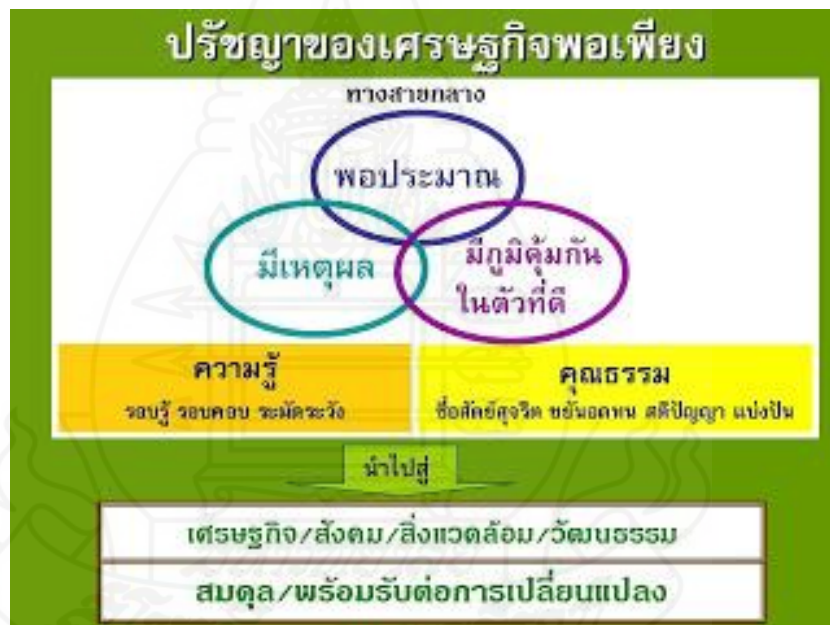 ปรัชญาของเศรษฐกิจพอเพียง
ทางสายกลาง
พอประมาณ
มีเหตุผล
มีภูมิคุ้มกัน
ในตัวที่ดี
ความรู้
รอบรู้ รอบคอบ ระมัดระวัง
คุณธรรม
ซื่อสัตย์สุจริต ขยันอดทน สติปัญญา แบ่งปัน
นำไปสู่
เศรษฐกิจ/สังคม/สิ่งแวดล้อม/วัฒนธรรม
สมดุล/พร้อมรับต่อการเปลี่ยนแปลง